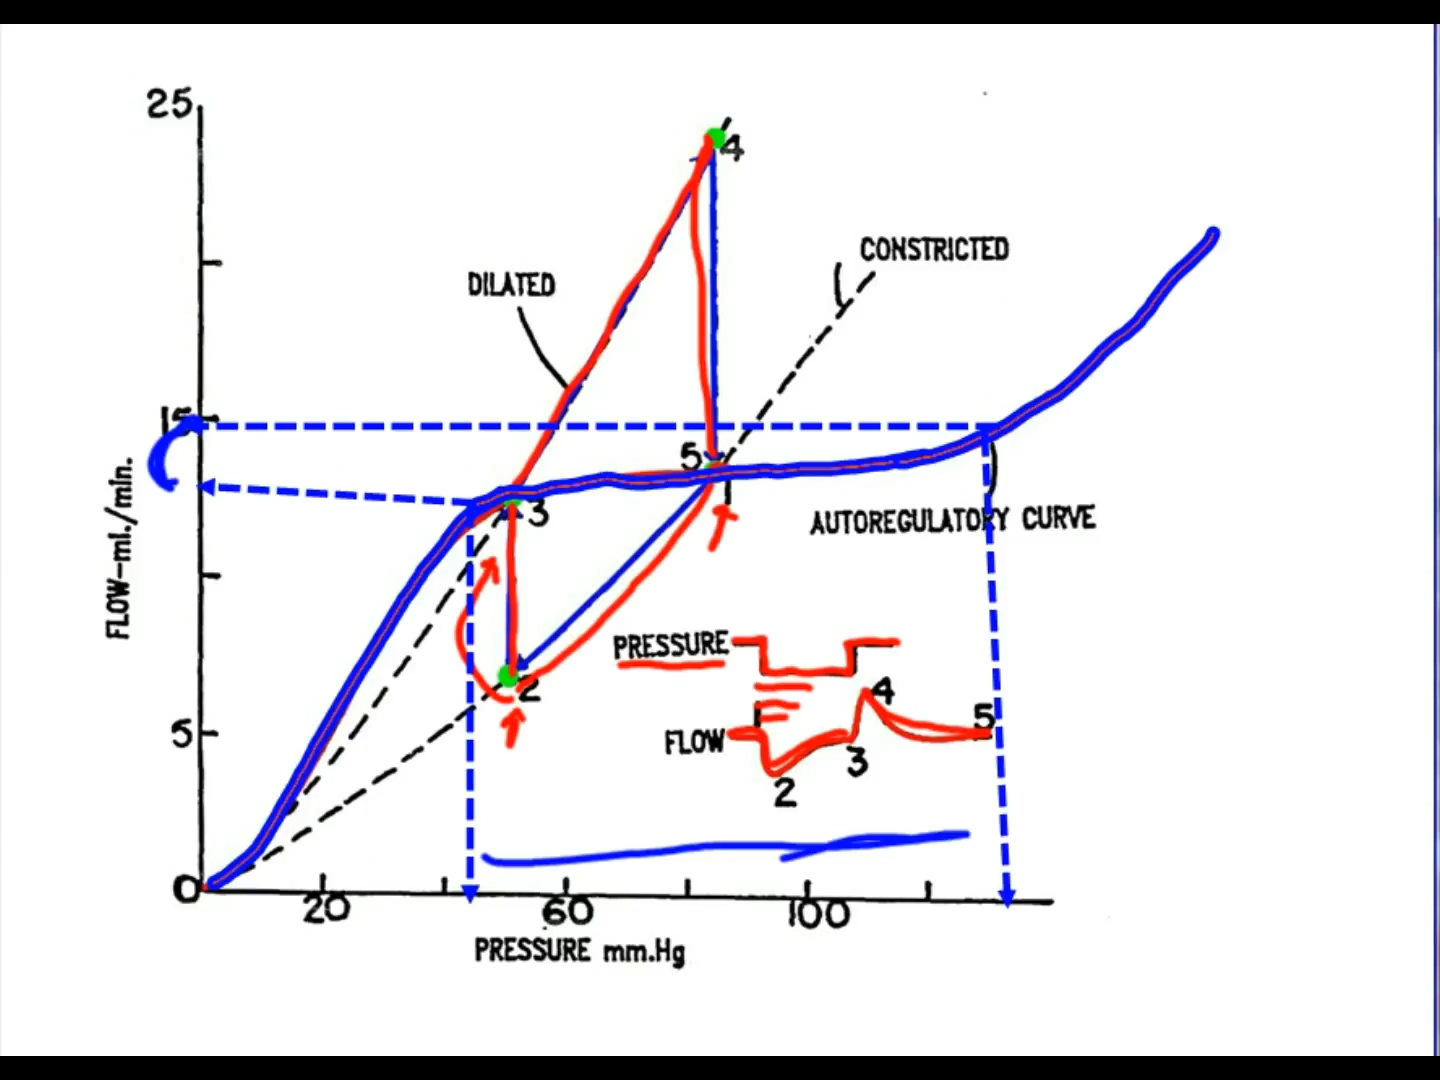 25
4
CONSTRICTED
DILATED
15
5
3
AUTOREGULATORY CURVE
FLOW-ml./min.
PRESSURE
2
4
5
5
FLOW
3
2
0
20
60
100
PRESSURE mm.Hg